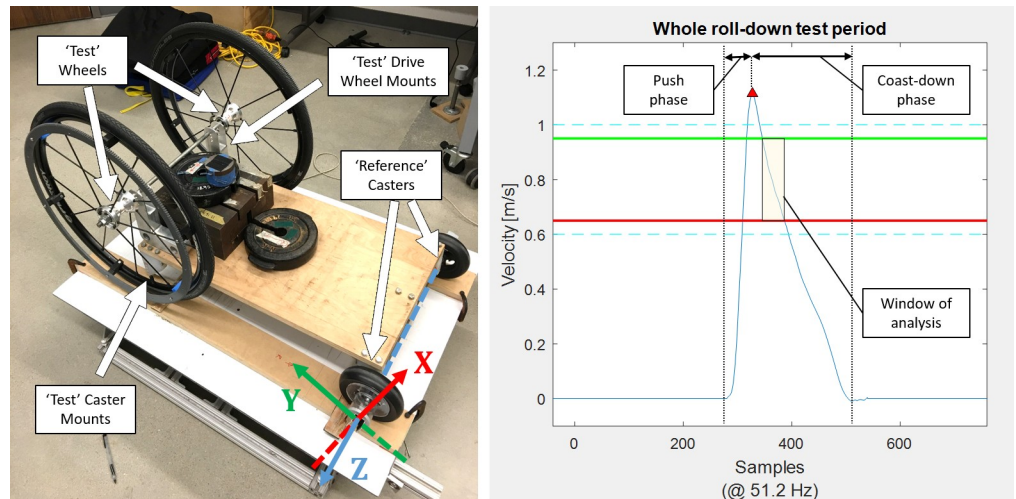 'Test'
Wheels
'Test' Drive
Wheel Mounts
'Reference'
Casters
'Test' Caster
Mounts
X
Y
Z
Whole roll-down test period
Push
phase
Coast-down
phase
Window of
analysis
Velocity [m/s]
1.2
1
0.8
0.6
0.4
0.2
0
0
200
400
600
Samples
(@ 51.2 Hz)